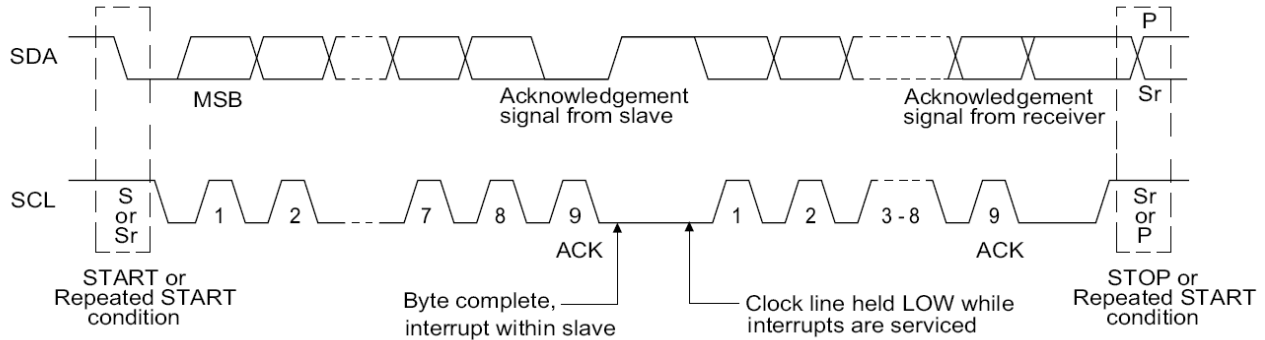 P
SDA
MSB
Acknowledgement
signal from slave
Acknowledgement
signal from receiver
Sr
SCL
S
or
Sr
1
2
7
8
9
1
2
3 - 8
9
Sr
or
P
ACK
ACK
START or
Repeated START
condition
Byte complete,
interrupt within slave
Clock line held LOW while
interrupts are serviced
STOP or
Repeated START
condition